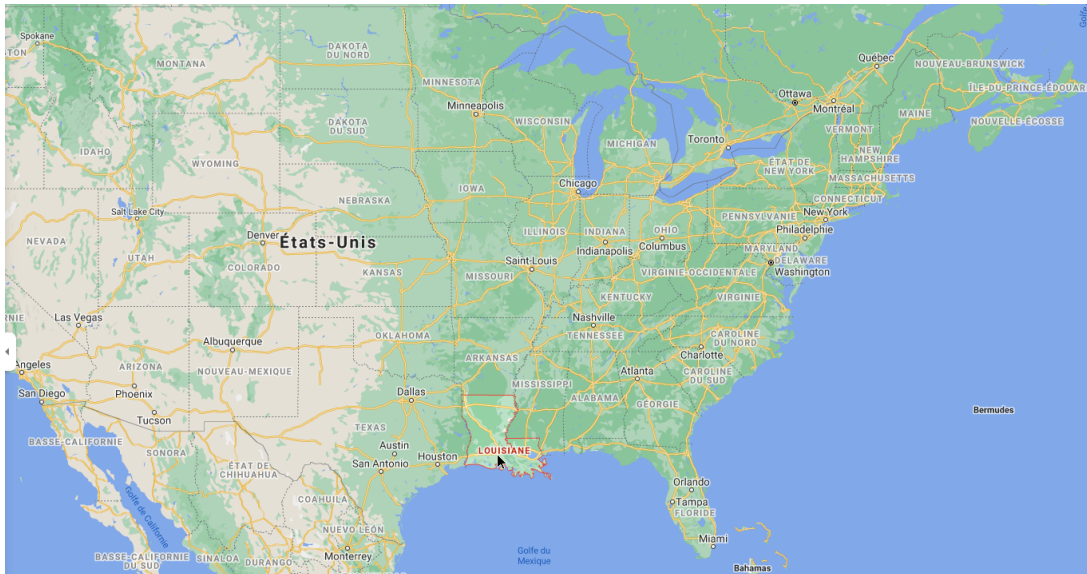 Spokane
MONTANA
DAKOTA
DU NORD
MINNESOTA
Minneapolis
DAKOTA
DU SUD
WISCONSIN
MICHIGAN
Toronto
Ottawa
Montréal
Québec
NOUVEAU-BRUNSWICK
ÎLE-DU-PRINCE-ÉDOUAR
NOUVELLE-ÉCOSSE
MAINE
VERMONT
NEW
HAMPSHIRE
MASSACHUSETTS
CONNECTICUT
ÉTAT DE
NEW YORK
IDAHO
WYOMING
IOWA
Chicago
NEBRASKA
Salt Lake City
NEVADA
UTAH
Denver
États-Unis
COLORADO
KANSAS
MISSOURI
Saint-Louis
ILLINOIS
INDIANA
Indianapolis
OHIO
Columbus
PENNSYLVANIE
New York
Philadelphie
MARYLAND
DELAWARE
Washington
VIRGINIE-OCCIDENTALE
VIRGINIE
KENTUCKY
Nashville
TENNESSEE
CAROLINE
DU NORD
Charlotte
CAROLINE
DU SUD
Las Vegas
Albuquerque
OKLAHOMA
ARKANSAS
Angeles
San Diego
ARIZONA
Phoenix
Tucson
NOUVEAU-MEXIQUE
Dallas
TEXAS
Austin
San Antonio
Houston
LOUISIANE
MISSISSIPPI
ALABAMA
Atlanta
GÉORGIE
Bermudes
BASSE-CALIFORNIE
SONORA
ÉTAT DE
CHIHUAHUA
COAHUILA
NUEVO LEÓN
Monterrey
Golfe de Californie
BASSE-CALIFORNIE
DU SUD
SINALOA
DURANGO
Golfe du
Mexique
Orlando
Tampa
FLORIDE
Miami
Bahamas